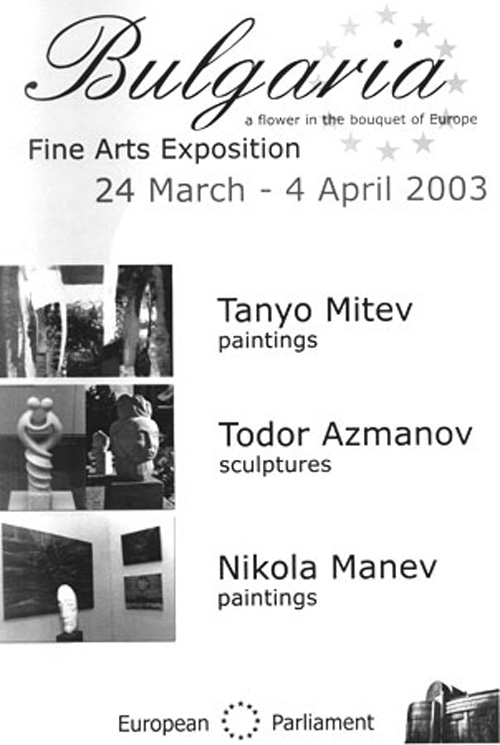 Bulgaria
a flower in the bouquet of Europe
Fine Arts Exposition
24 March - 4 April 2003
Tanyo Mitev
paintings
Todor Azmanov
sculptures
Nikola Manev
paintings
European Parliament